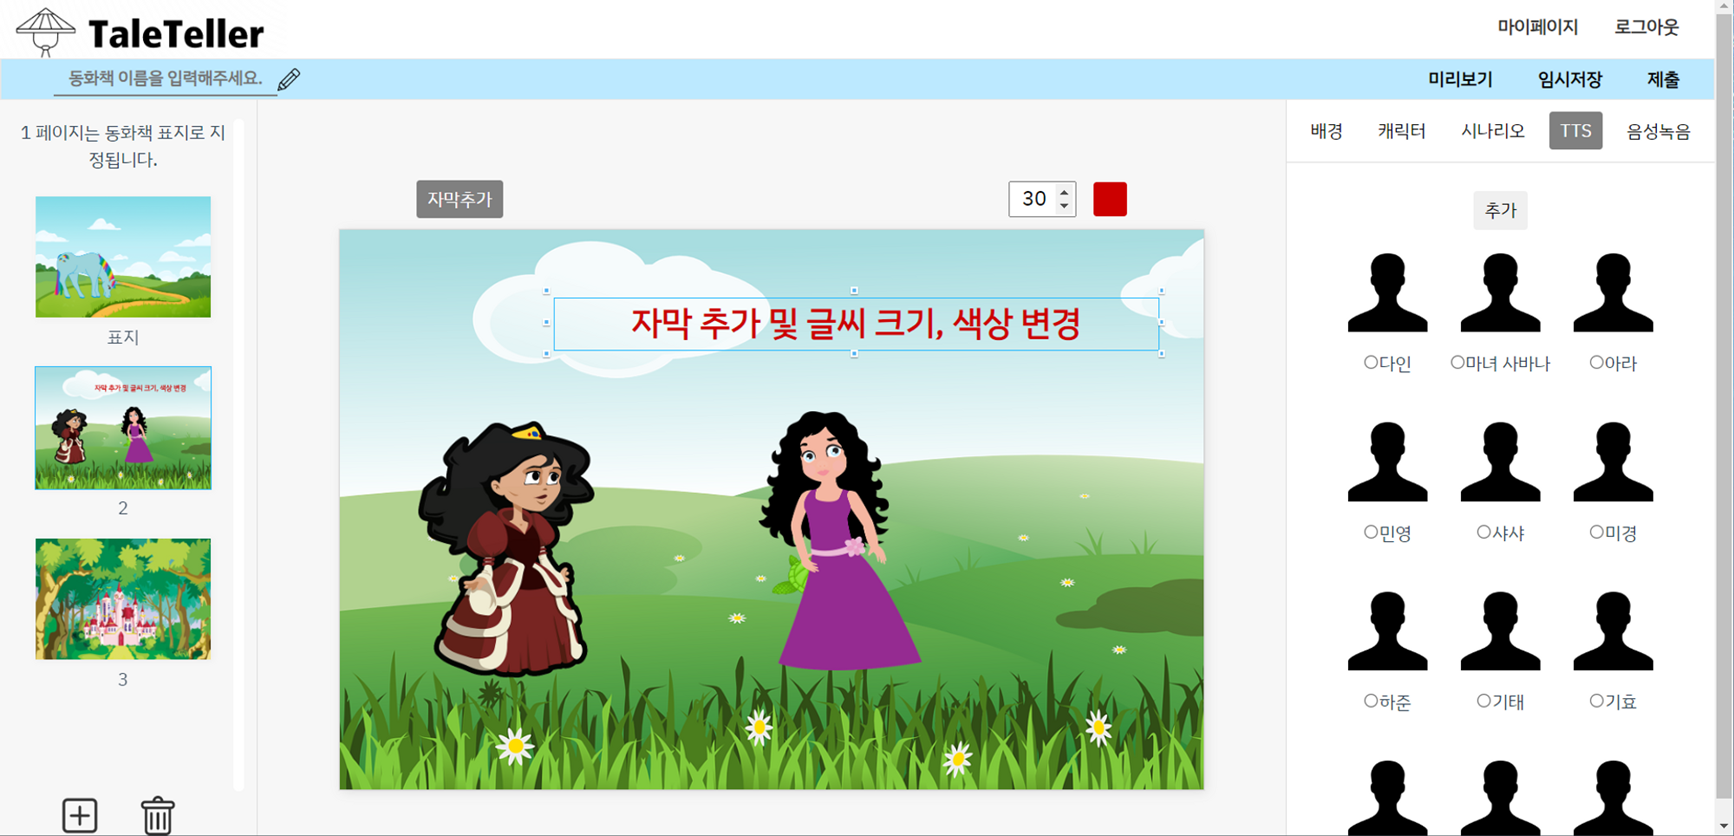 TaleTeller
마이페이지 로그아웃
동화책 이름을 입력해주세요.
미리보기 임시저장 제출
1 페이지는 동화책 표지로 지
정됩니다.
표지
자막 추가 및 글씨 크기, 색상 변경
2
3
자막추가
30
자막 추가 및 글씨 크기, 색상 변경
배경 캐릭터 시나리오 TTS 음성녹음
추가
다인 마녀 사바나 아라
민영 샤샤 미경
하준 기태 기효